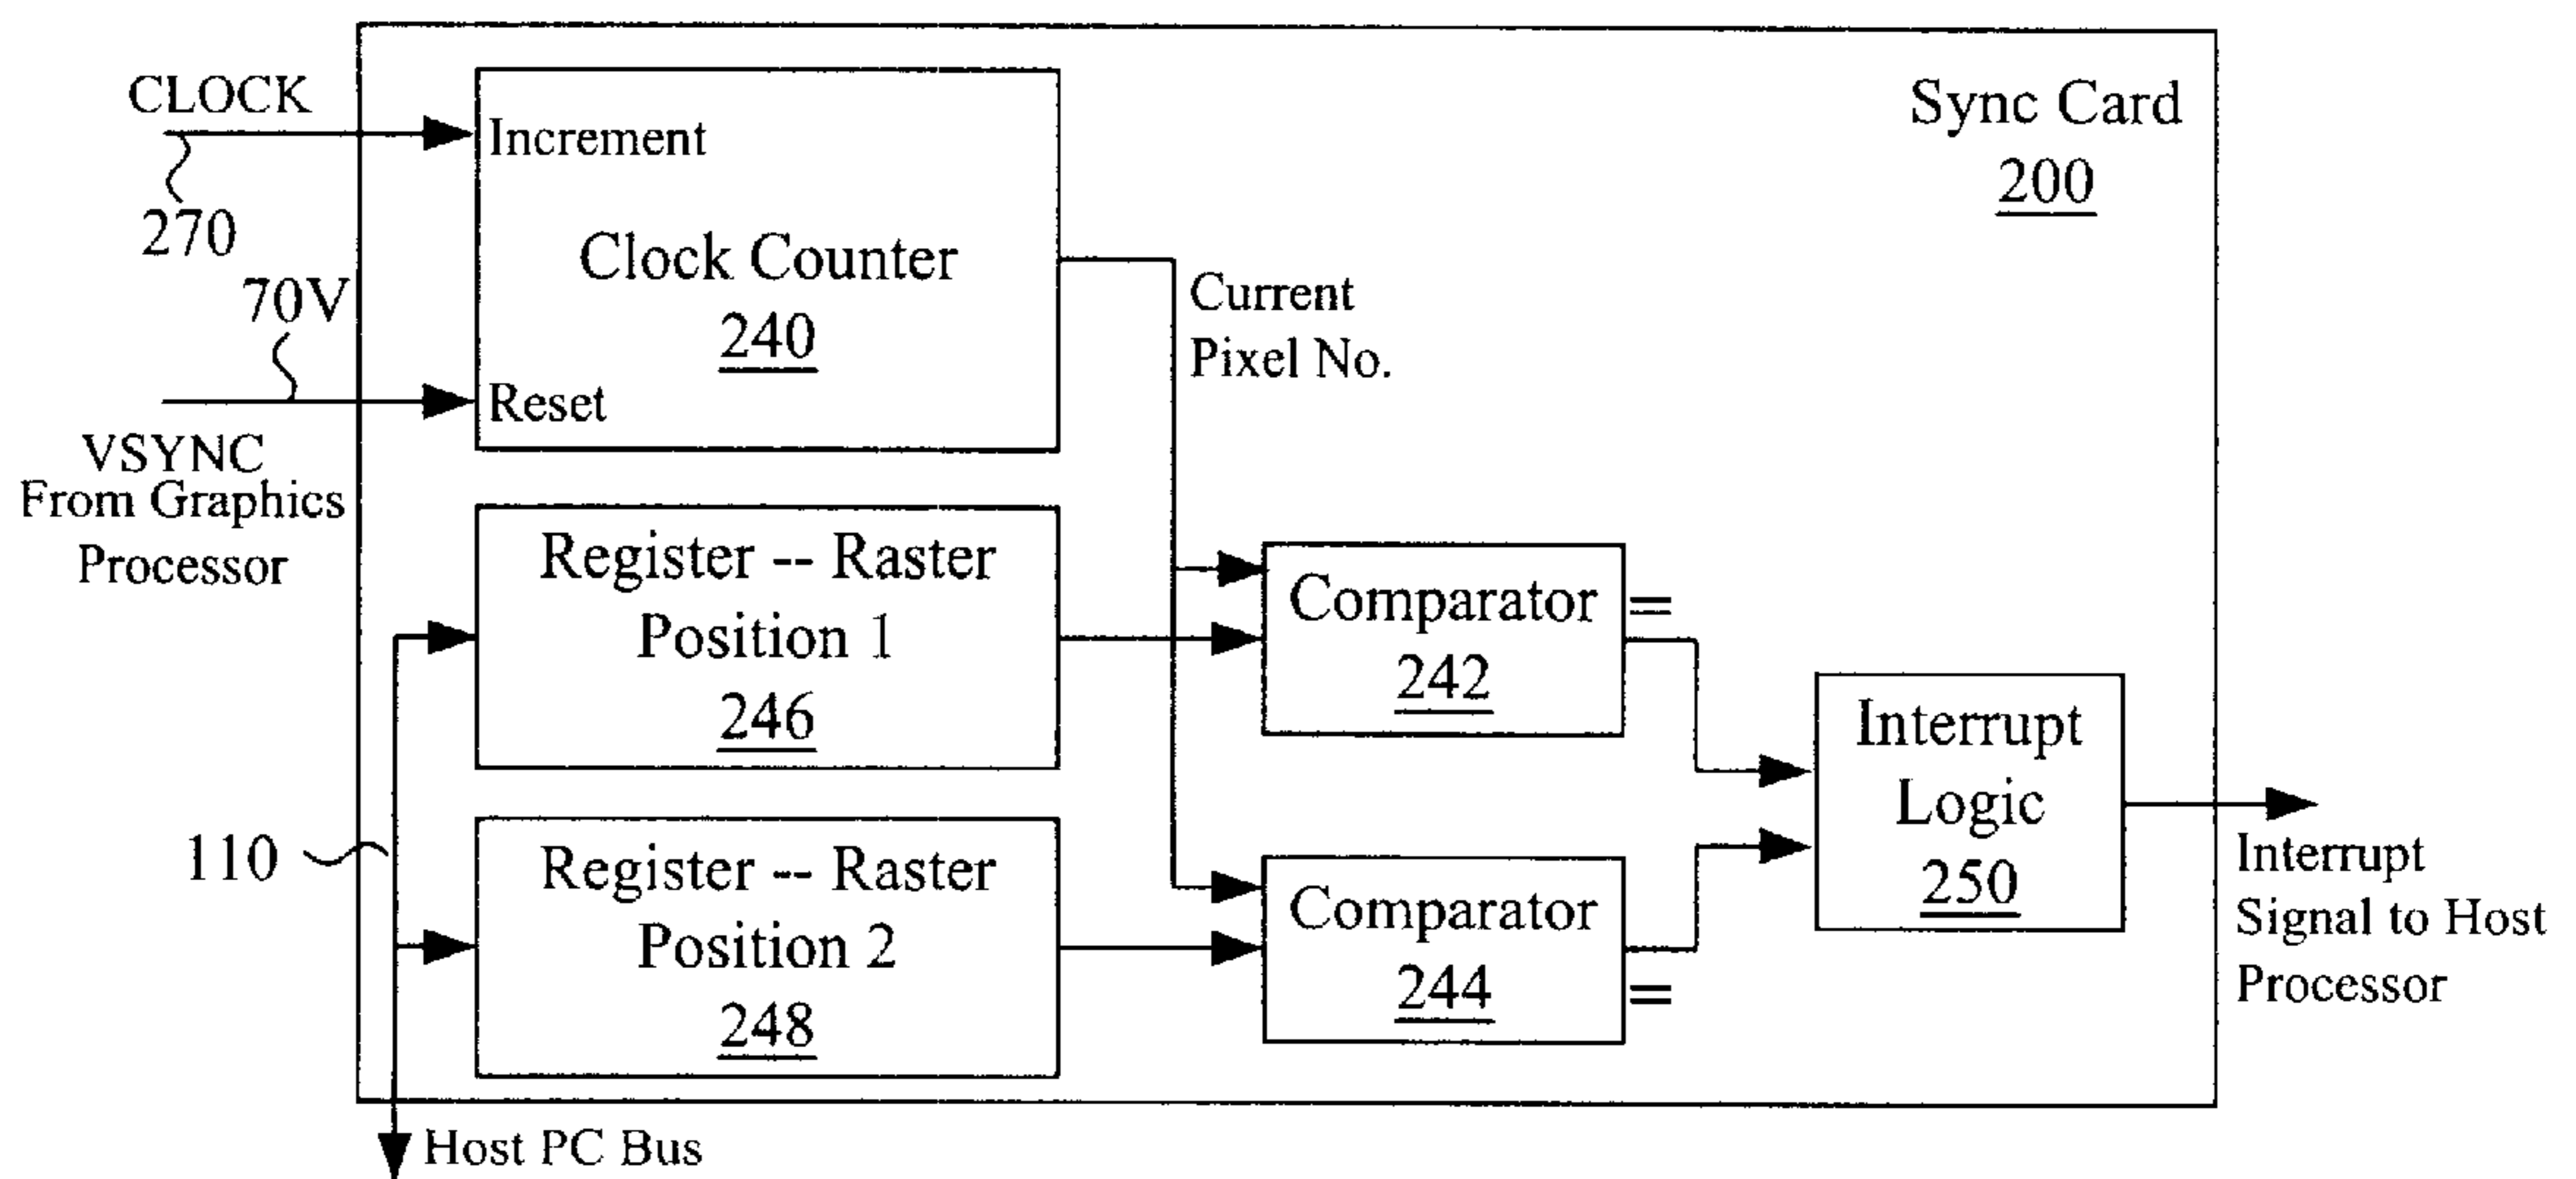 CLOCK
270
70V
VSYNC
From Graphics
Processor
Increment
Clock Counter
240
Reset
Current
Pixel No.
Sync Card
200
Register -- Raster
Position 1
246
Register -- Raster
Position 2
248
110
Host PC Bus
Comparator =
242
Comparator
244 =
Interrupt
Logic
250
Interrupt
Signal to Host
Processor